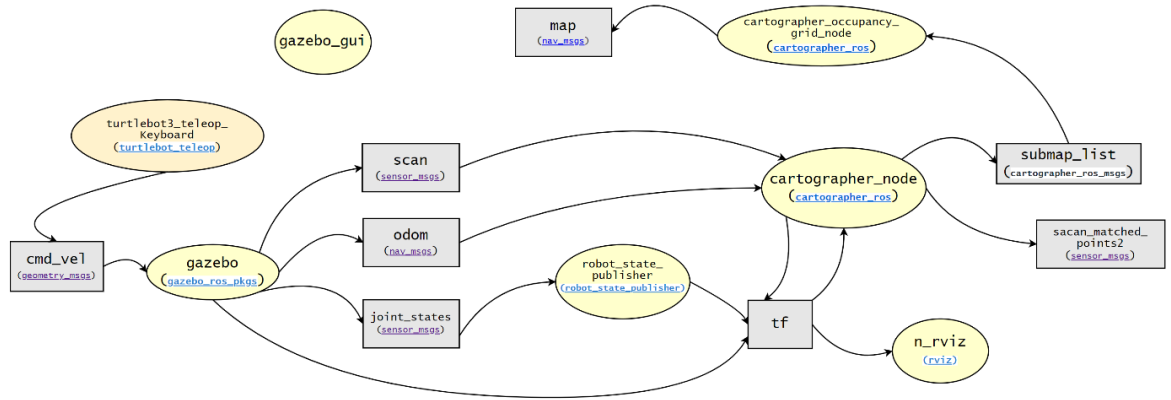 map
(nav_msgs)
cartographer_occupancy_
grid_node
(cartographer_ros)
gazebo_gui
turtlebot3_teleop_
Keyboard
(turtlebot_teleop)
scan
(sensor_msgs)
submap_list
(cartographer_ros_msgs)
cartographer_node
(cartographer_ros)
odom
(nav_msgs)
sacan_matched_
points2
(sensor_msgs)
cmd_vel
(geometry_msgs)
gazebo
(gazebo_ros_pkgs)
robot_state_
publisher
(robot_state_publisher)
joint_states
(sensor_msgs)
tf
n_rviz
(rviz)